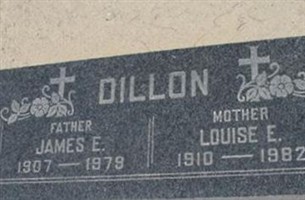 DILLON
FATHER
JAMES E.
1907 — 1979
MOTHER
LOUISE E.
1910 — 1982